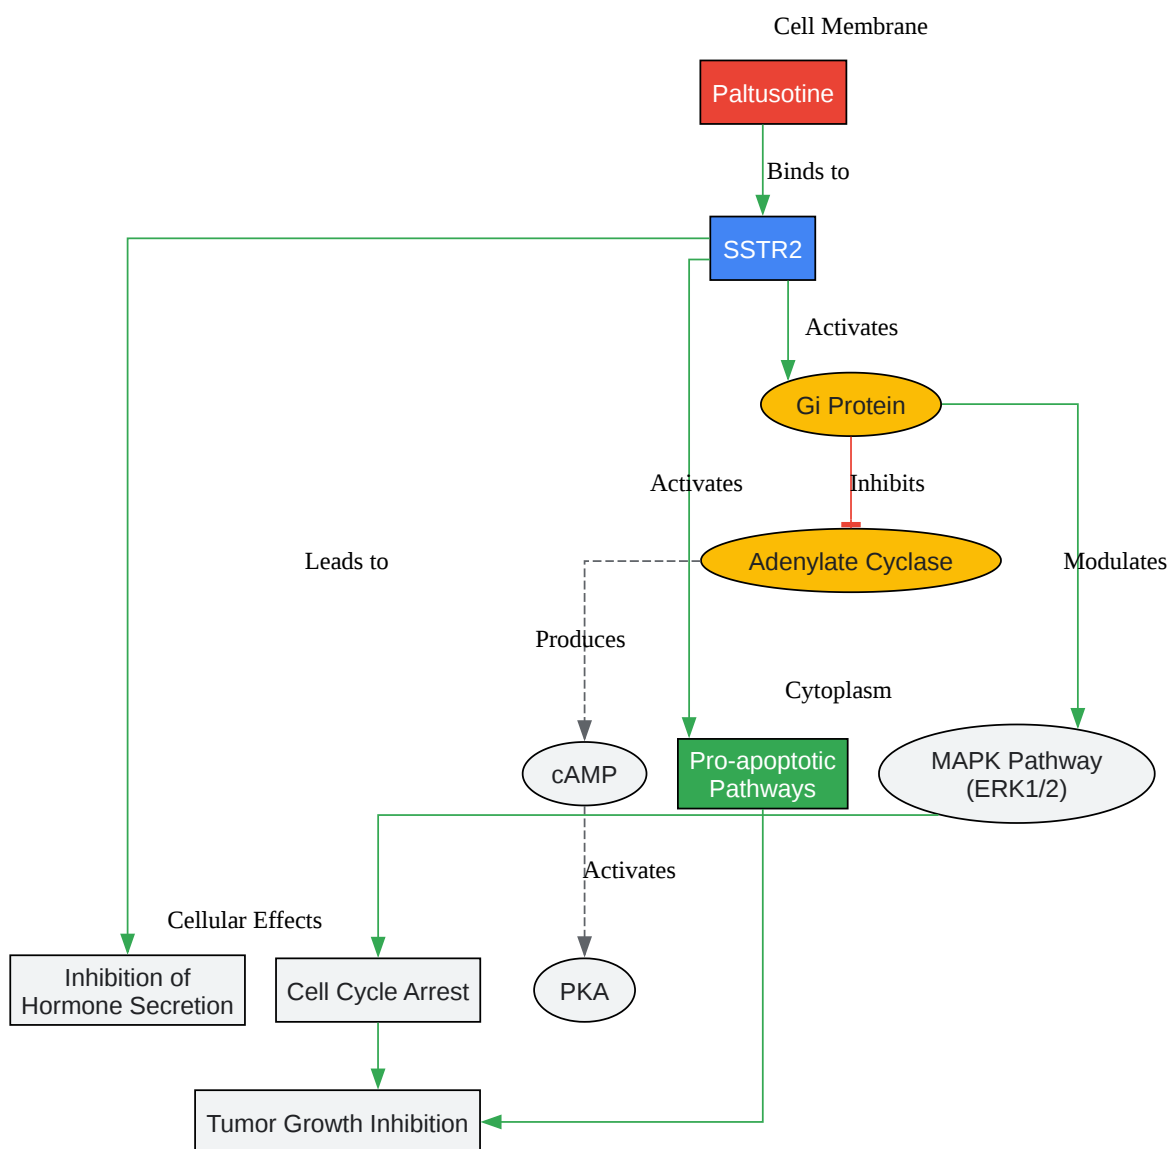 Cell Membrane
Paltusotine
Binds to
SSTR2
Activates
Gi Protein
Activates
Inhibits
Leads to
Adenylate Cyclase
Modulates
Produces
Cytoplasm
cAMP
Pro-apoptotic
Pathways
MAPK Pathway
(ERK1/2)
Activates
Cellular Effects
Inhibition of
Hormone Secretion
Cell Cycle Arrest
PKA
Tumor Growth Inhibition